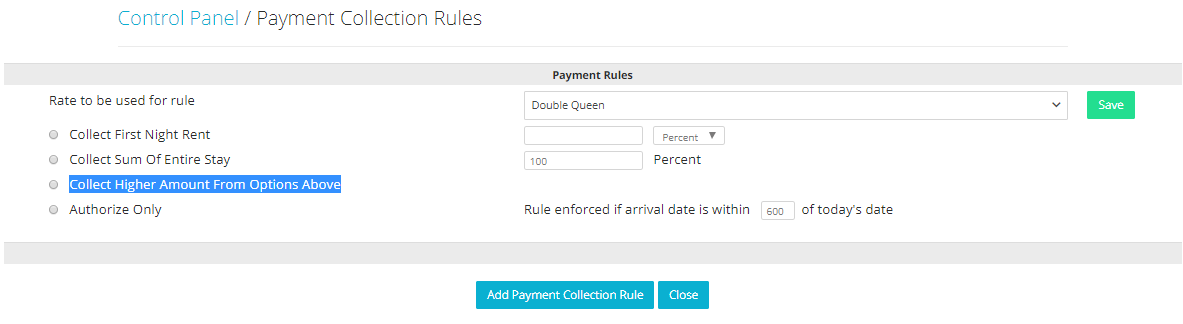 Control Panel / Payment Collection Rules
Payment Rules
Rate to be used for rule Double Queen Save
Collect First Night Rent Percent
Collect Sum Of Entire Stay 100 Percent
Collect Higher Amount From Options Above
Authorize Only Rule enforced if arrival date is within 600 of today's date
Add Payment Collection Rule Close